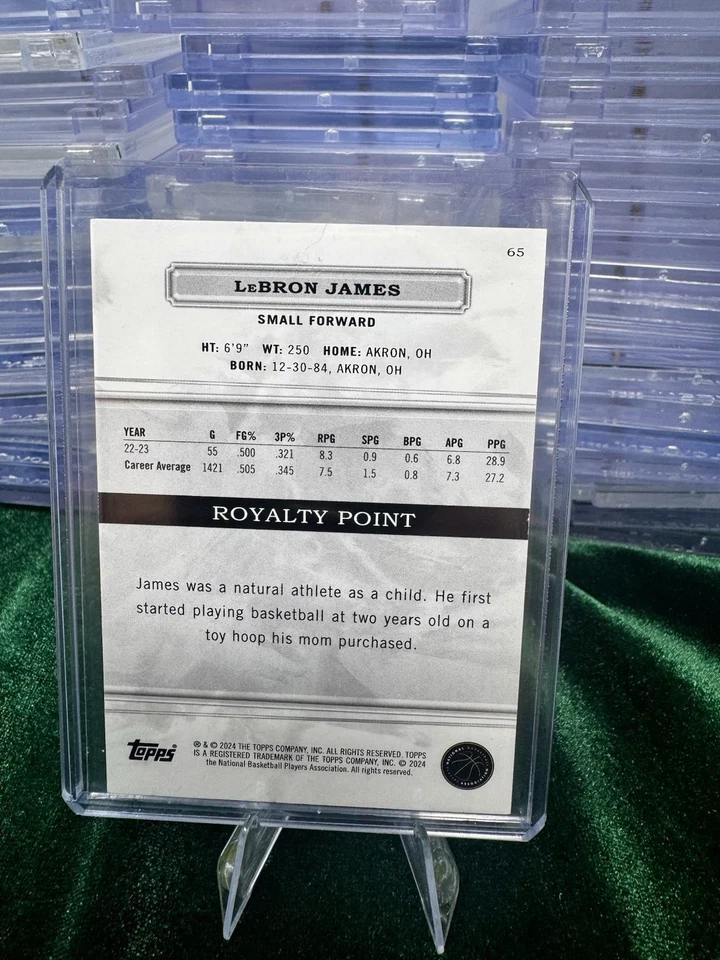 65
LeBRON JAMES
SMALL FORWARD
HT: 6'9" WT: 250 HOME: AKRON, OH
BORN: 12-30-84, AKRON, OH
YEAR G FG% 3P% RPG SPG BPG APG PPG
22-23 55 .500 .321 8.3 0.9 0.6 6.8 28.9
Career Average 1421 .505 .345 7.5 1.5 0.8 7.3 27.2
ROYALTY POINT
James was a natural athlete as a child. He first
started playing basketball at two years old on a
toy hoop his mom purchased.
topps®
® & © 2024 THE TOPPS COMPANY, INC. ALL RIGHTS RESERVED. TOPPS
IS A REGISTERED TRADEMARK OF THE TOPPS COMPANY, INC. © 2024
the National Basketball Players Association. All rights reserved.